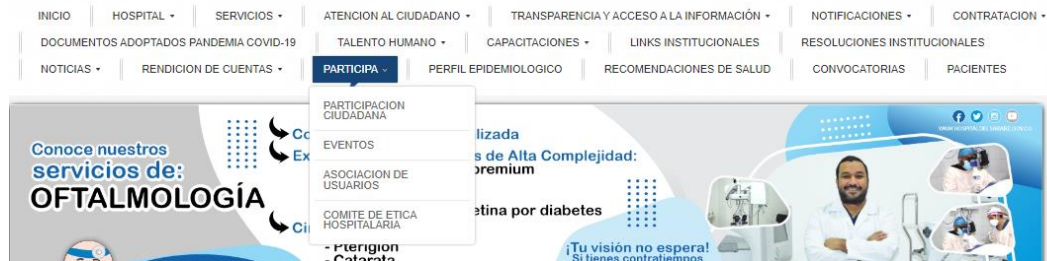 INICIO HOSPITAL SERVICIOS ATENCION AL CIUDADANO TRANSPARENCIA Y ACCESO A LA INFORMACIÓN NOTIFICACIONES CONTRATACION
DOCUMENTOS ADOPTADOS PANDEMIA COVID-19 TALENTO HUMANO CAPACITACIONES LINKS INSTITUCIONALES RESOLUCIONES INSTITUCIONALES
NOTICIAS RENDICION DE CUENTAS PARTICIPA PERFIL EPIDEMIOLOGICO RECOMENDACIONES DE SALUD CONVOCATORIAS PACIENTES
PARTICIPACION
CIUDADANA
EVENTOS
ASOCIACION DE
USUARIOS
COMITE DE ETICA
HOSPITALARIA
Conoce nuestros
servicios de:
OFTALMOLOGÍA
Co lizada
Ex s de Alta Complejidad:
premium
etina por diabetes
Ci
- Pterigion
- Catarata
¡Tu visión no espera!
Si tienes contratiempos